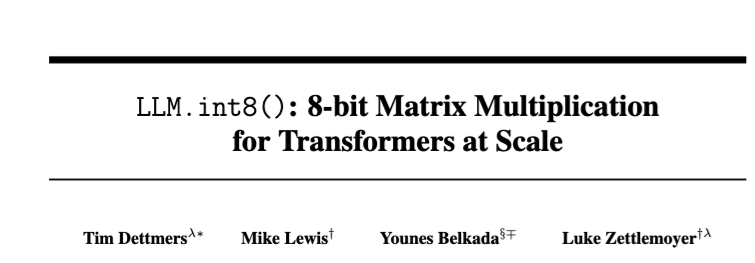 LLM.int8(): 8-bit Matrix Multiplication
for Transformers at Scale
Tim Dettmersλ∗ Mike Lewis† Younes Belkada§∓ Luke Zettlemoyer†λ